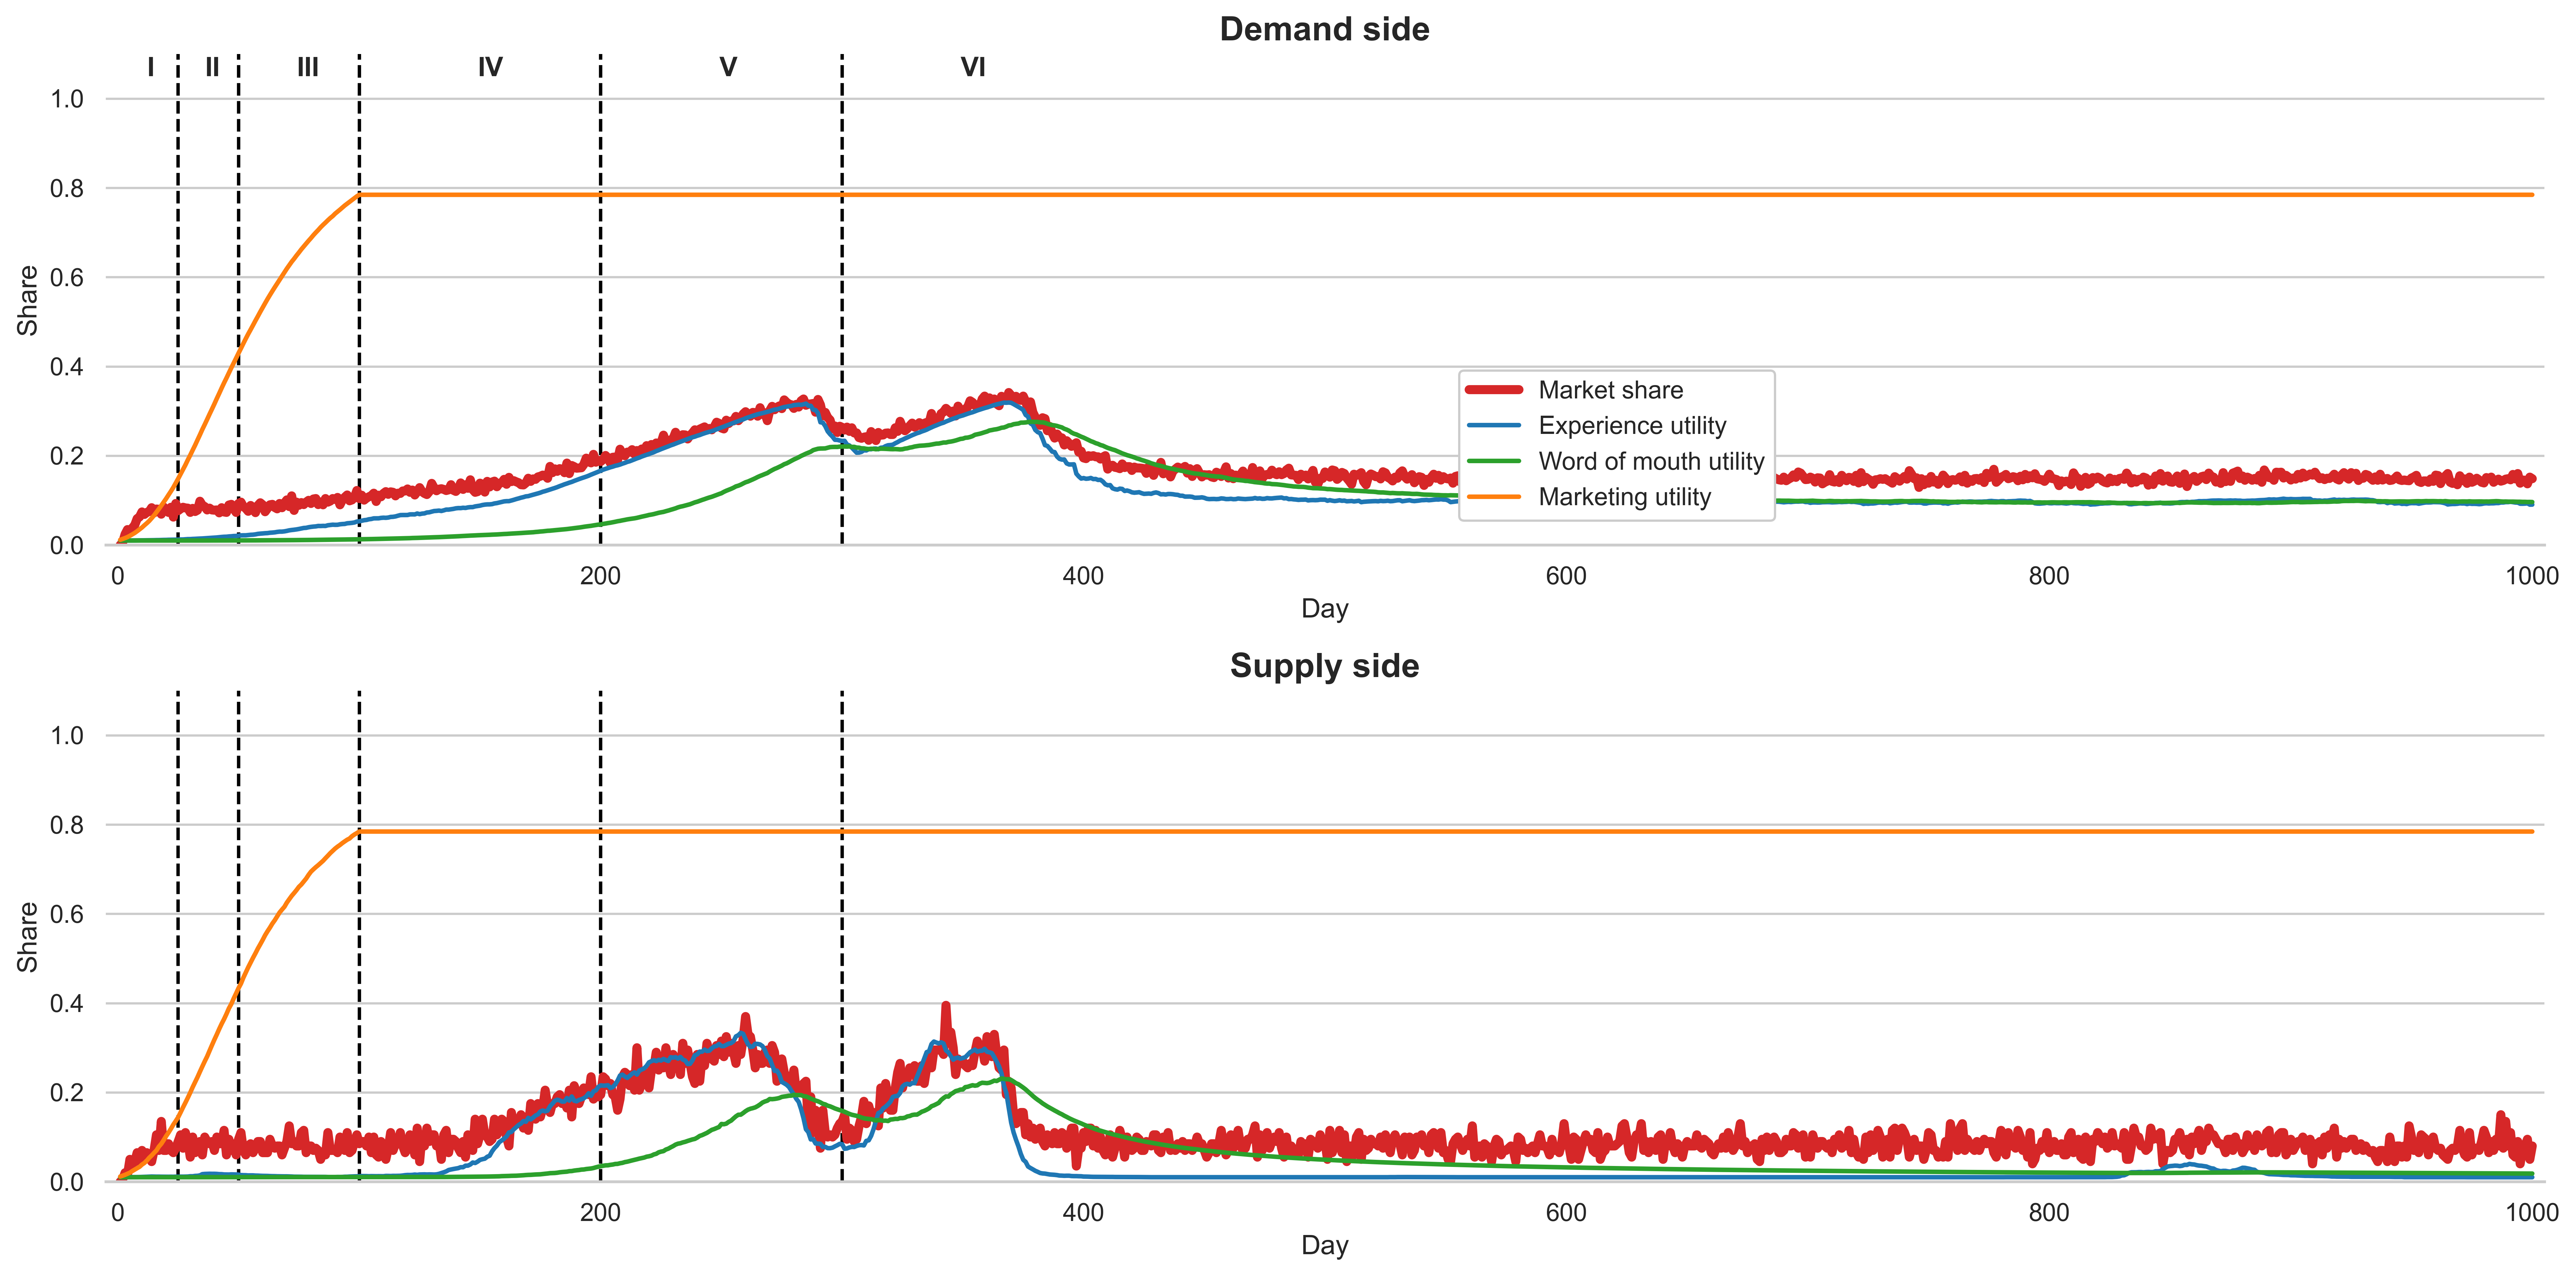 Demand side
I II III IV V VI
1.0
0.8
0.6
0.4
0.2
0.0
Share
Market share
Experience utility
Word of mouth utility
Marketing utility
0 200 400 600 800 1000
Day
Supply side
1.0
0.8
0.6
0.4
0.2
0.0
Share
0 200 400 600 800 1000
Day